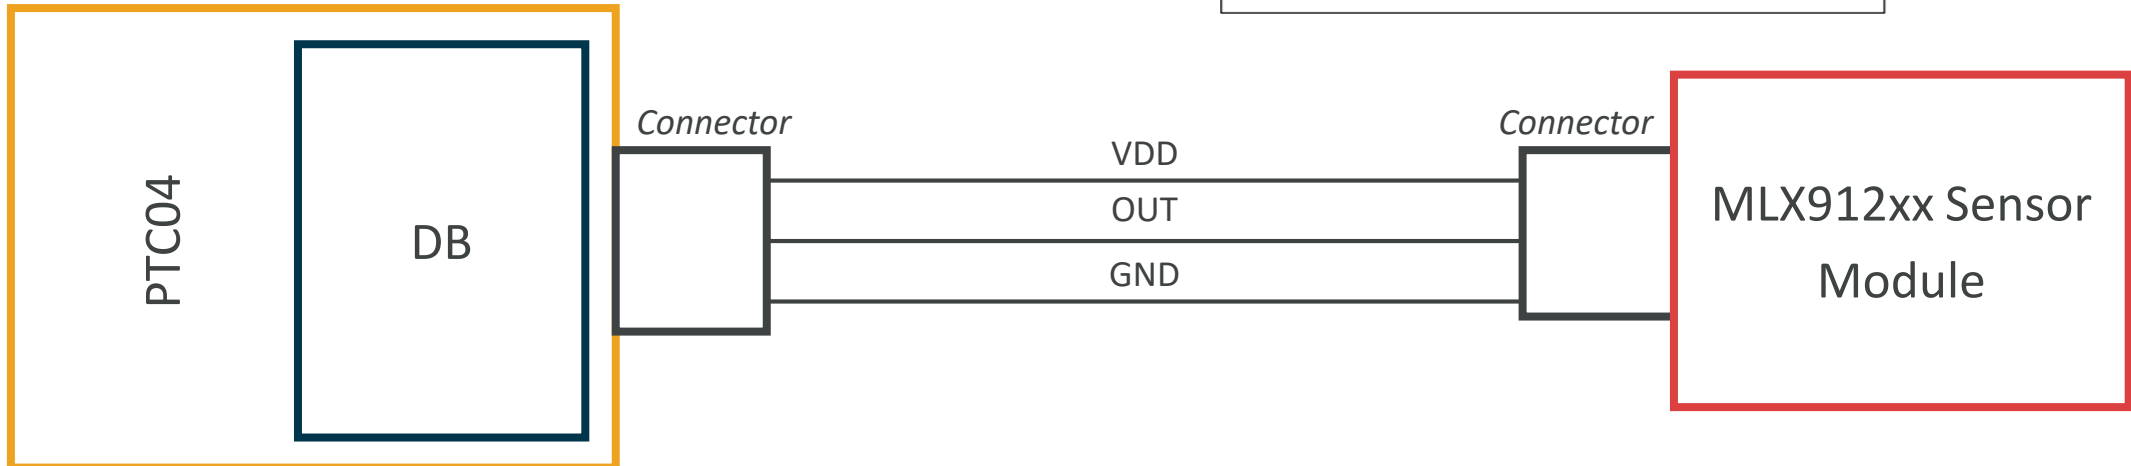 PTC04
DB
Connector
VDD
OUT
GND
Connector
MLX912xx Sensor
Module